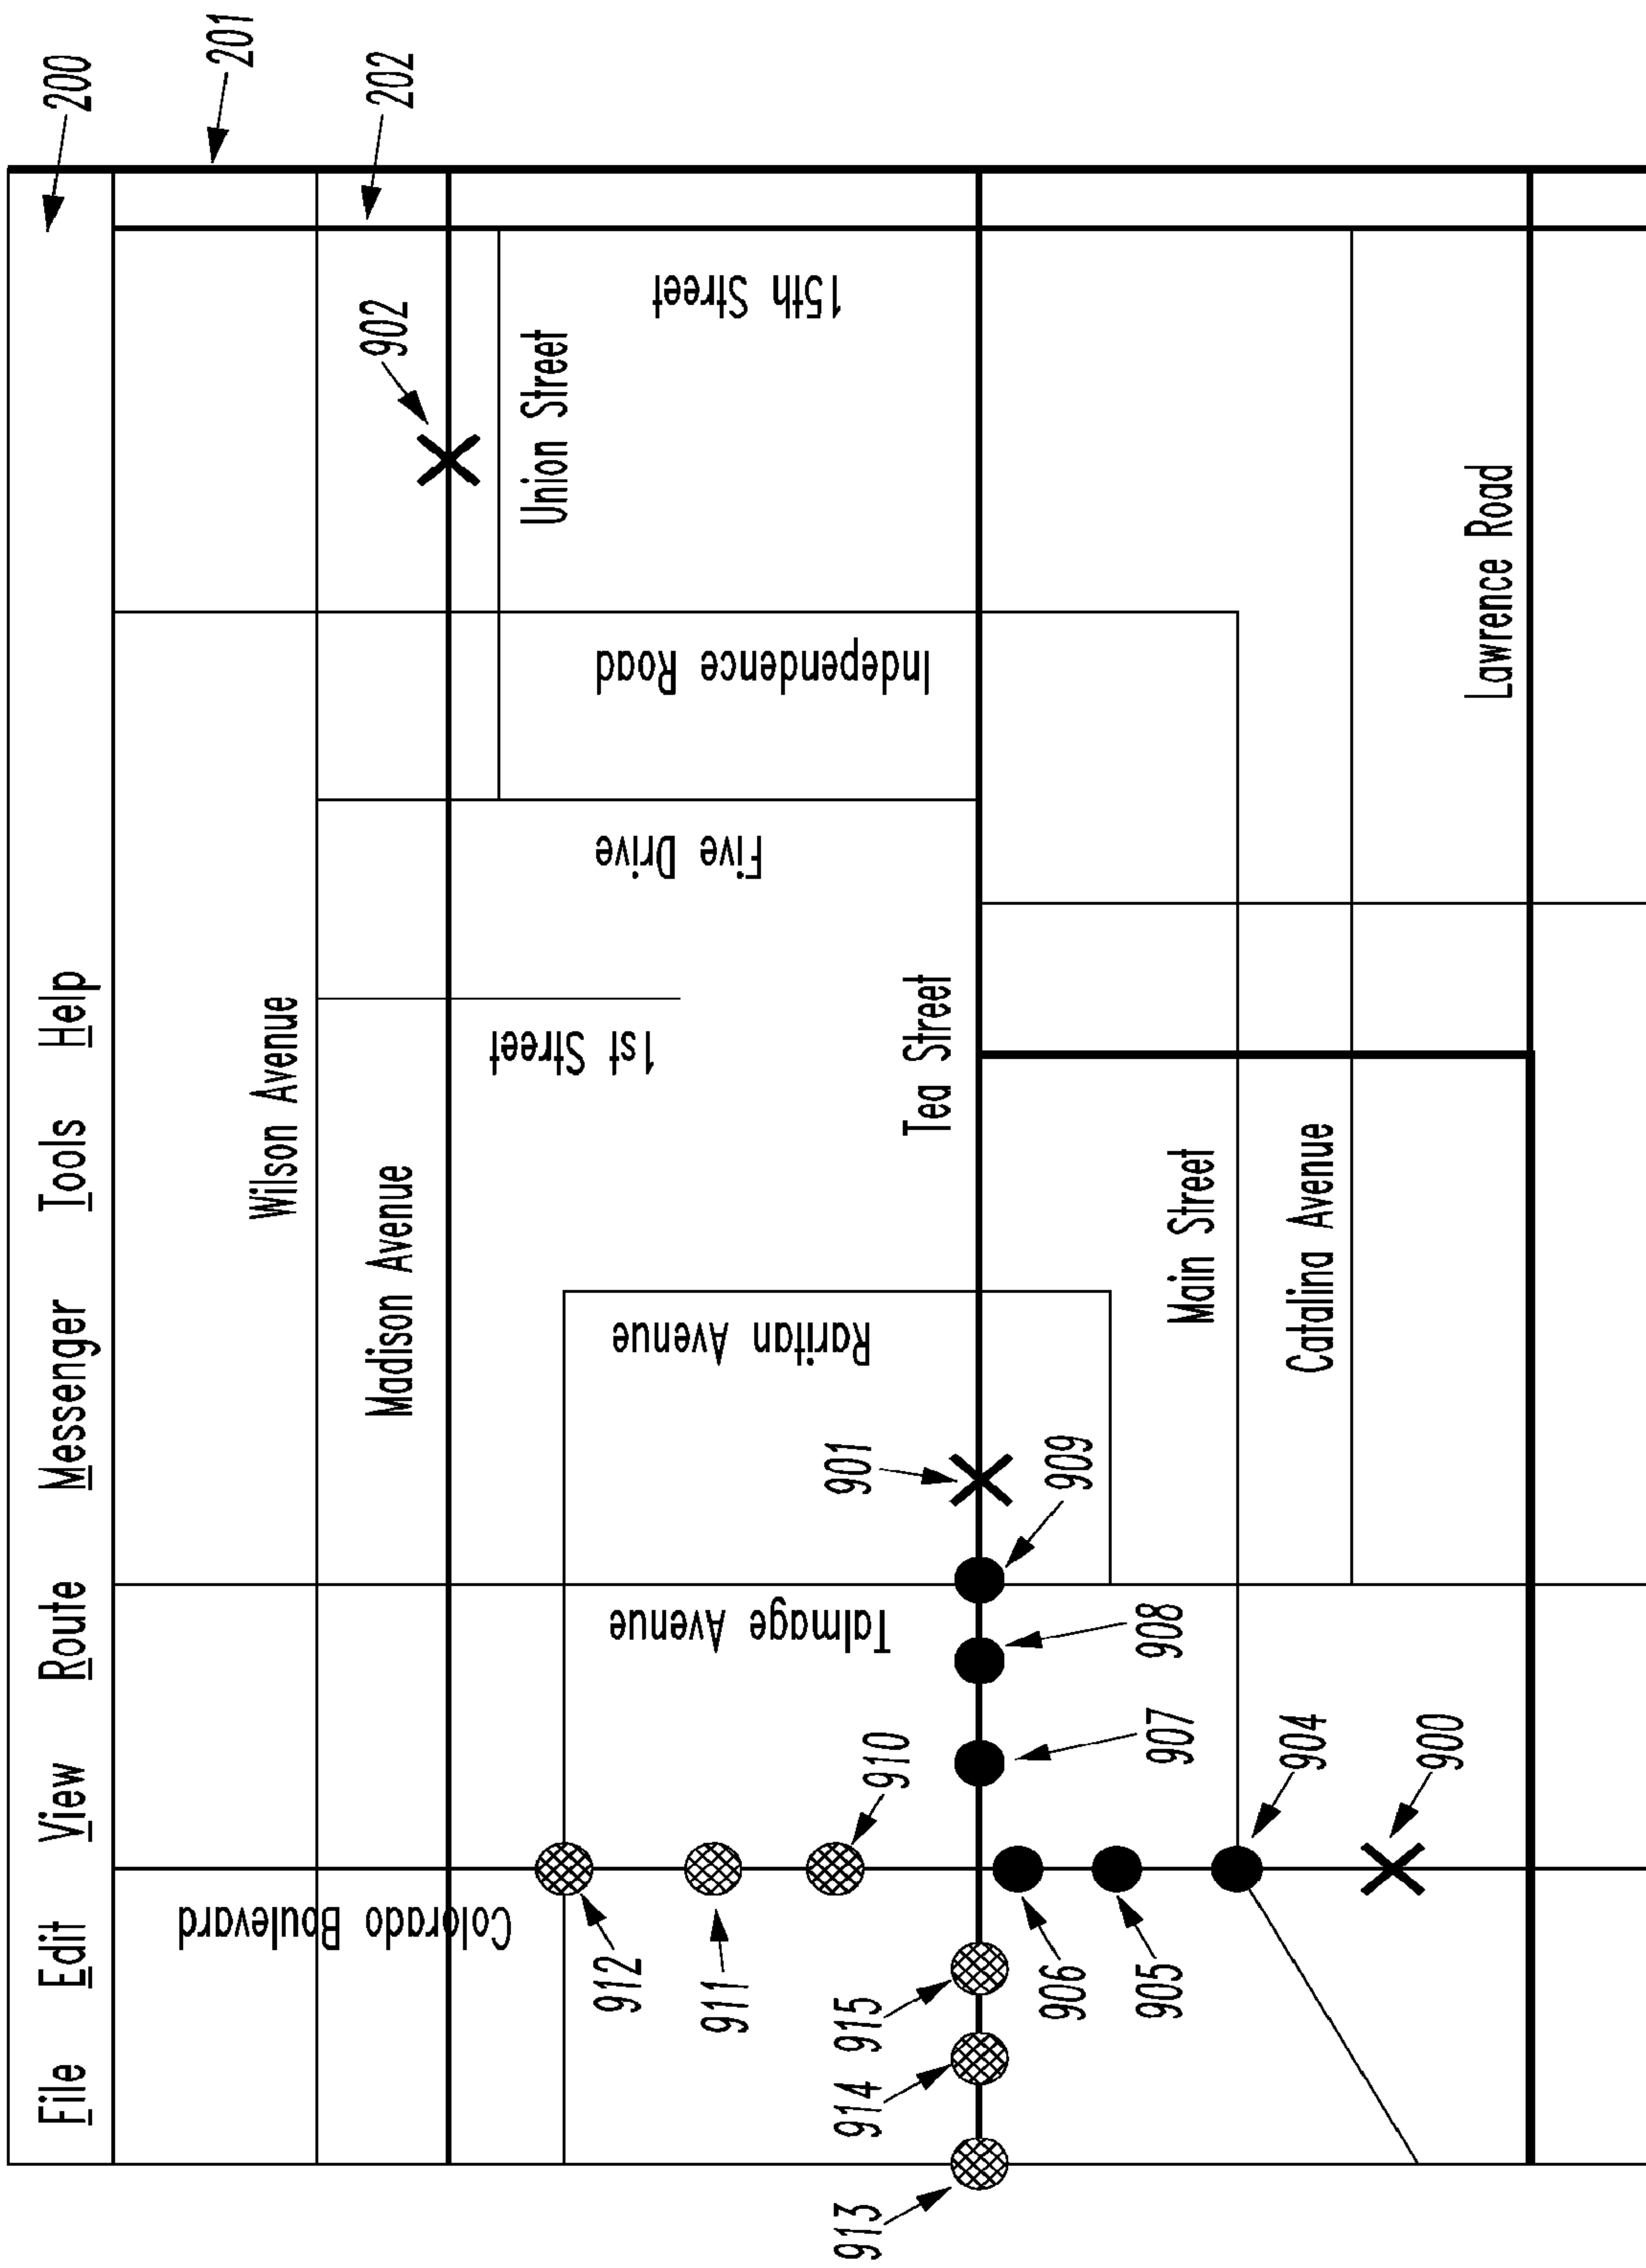 File Edit View Route Messenger Tools Help
200
201
202
Wilson Avenue
Madison Avenue
902
Union Street
Colorado Boulevard
1st Street
15th Street
Five Drive
Independence Road
Raritan Avenue
Talmage Avenue
912
911
910
901
Tea Street
913
914
915
909
906
905
907
908
Main Street
904
Catalina Avenue
900
Lawrence Road